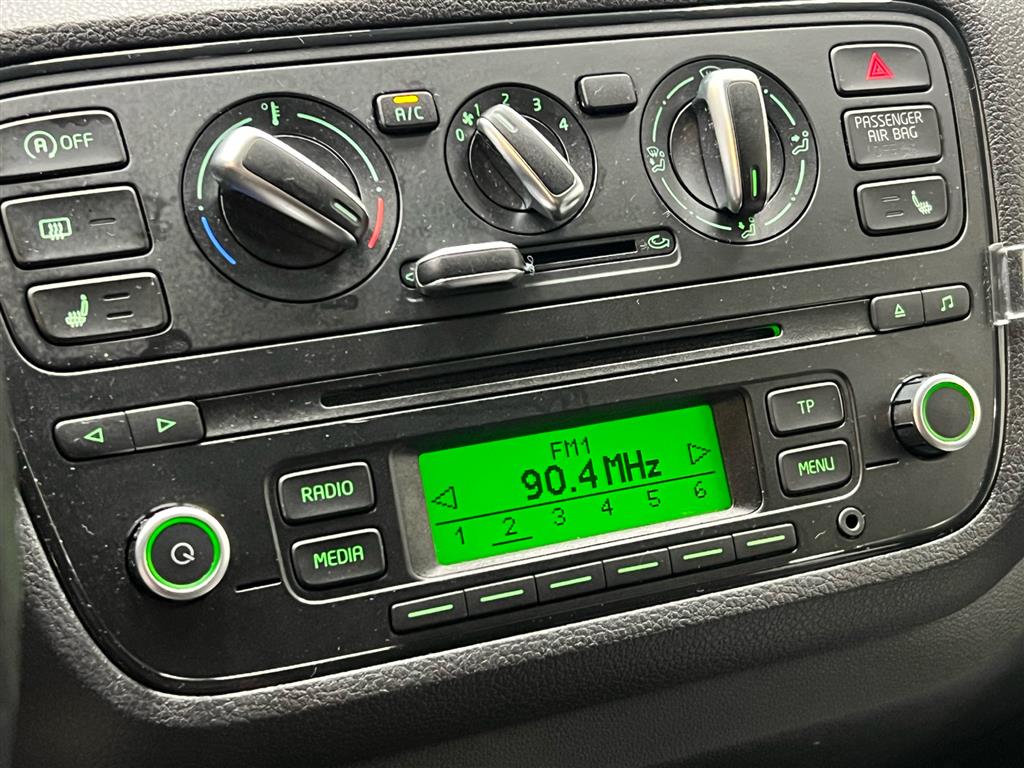 0 1 2 3 4
A/C
(A) OFF
PASSENGER
AIR BAG
TP
RADIO
FM1
90.4 MHz
MENU
MEDIA
1 2 3 4 5 6